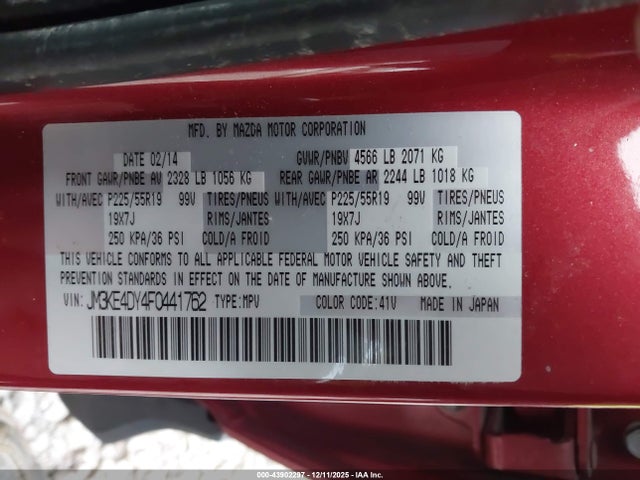 MFD. BY MAZDA MOTOR CORPORATION
DATE 02/14 GVWR/PNBV 4566 LB 2071 KG
FRONT GAWR/PNBE AV 2328 LB 1056 KG REAR GAWR/PNBE AR 2244 LB 1018 KG
WITH/AVEC P225/55R19 99V TIRES/PNEUS WITH/AVEC P225/55R19 99V TIRES/PNEUS
19X7J RIMS/JANTES 19X7J RIMS/JANTES
250 KPA/36 PSI COLD/A FROID 250 KPA/36 PSI COLD/A FROID
THIS VEHICLE CONFORMS TO ALL APPLICABLE FEDERAL MOTOR VEHICLE SAFETY AND THEFT
PREVENTION STANDARDS IN EFFECT ON THE DATE OF MANUFACTURE SHOWN ABOVE.
VIN: JM3KE4DY4F0441762 TYPE:MPV COLOR CODE:41V MADE IN JAPAN
000-43902297 - 12/11/2025 - IAA Inc.